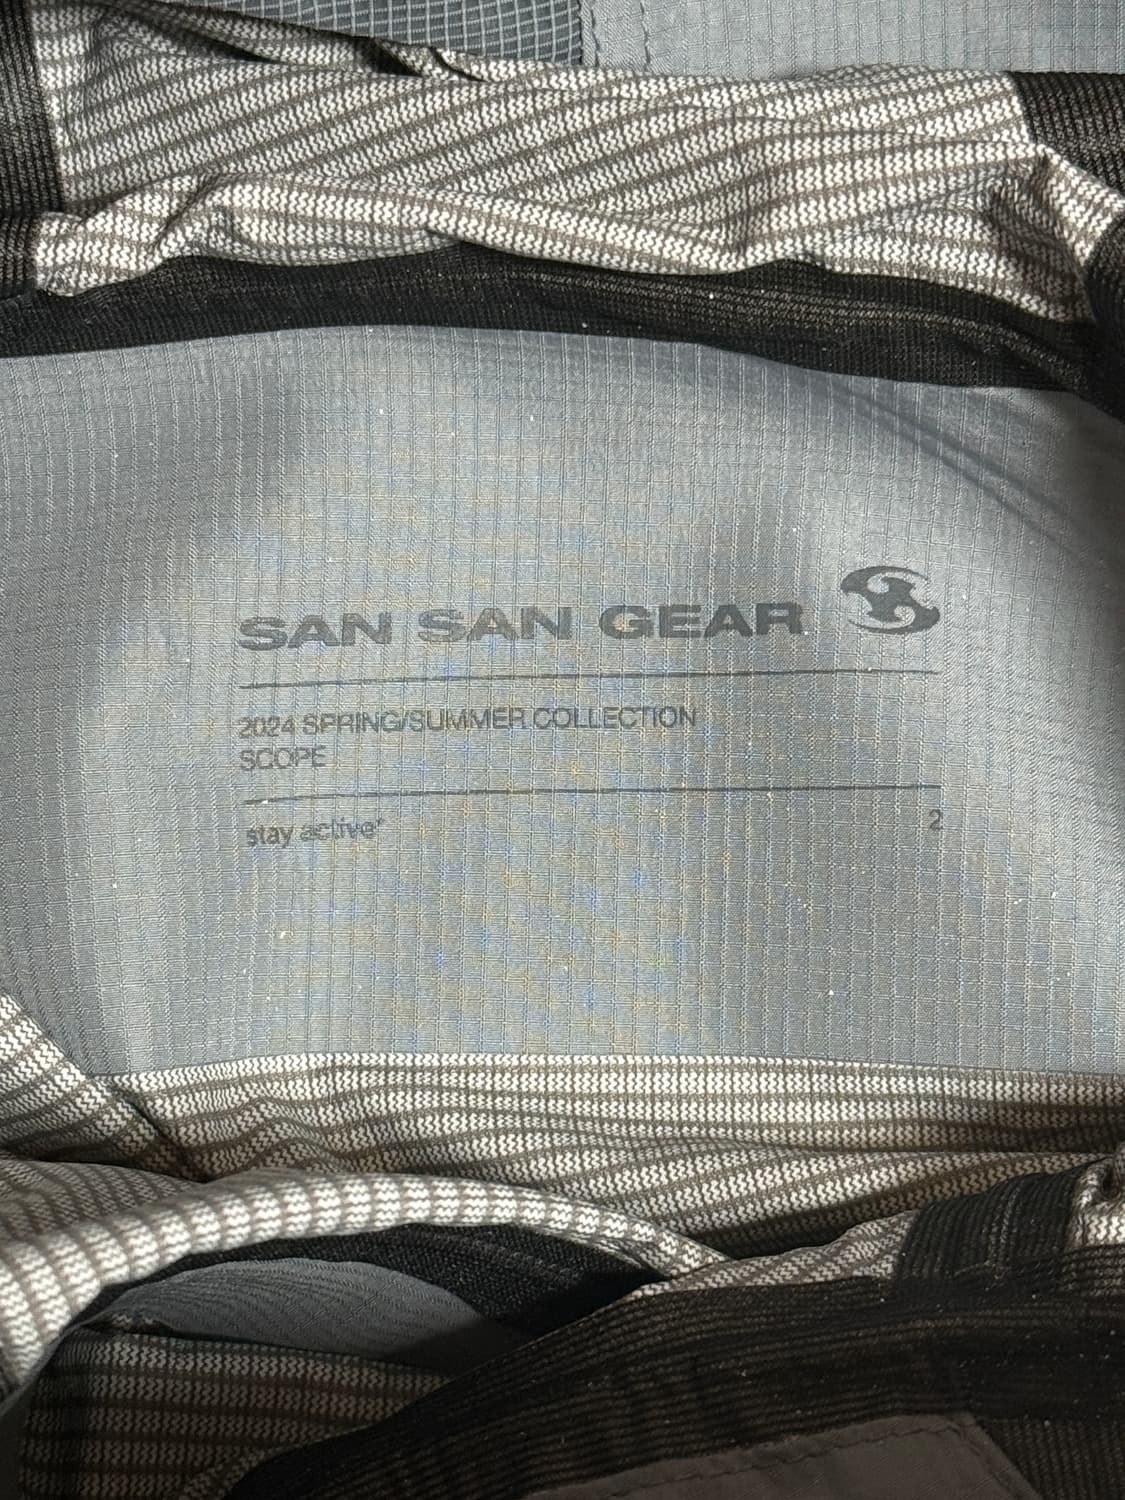 SAN SAN GEAR
2024 SPRING/SUMMER COLLECTION
SCOPE
stay active*
2